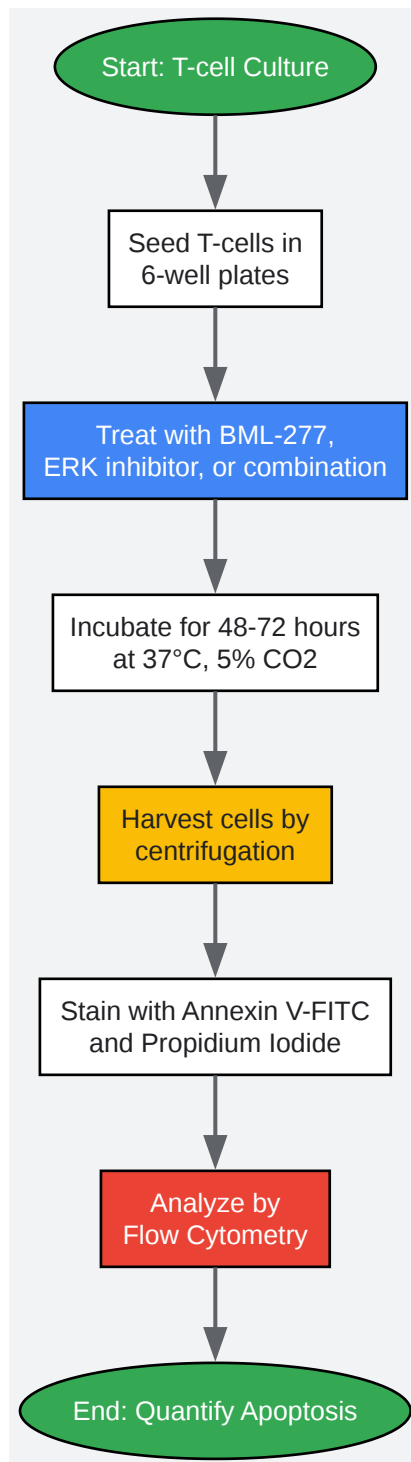 Start: T-cell Culture
Seed T-cells in
6-well plates
Treat with BML-277,
ERK inhibitor, or combination
Incubate for 48-72 hours
at 37°C, 5% CO2
Harvest cells by
centrifugation
Stain with Annexin V-FITC
and Propidium Iodide
Analyze by
Flow Cytometry
End: Quantify Apoptosis